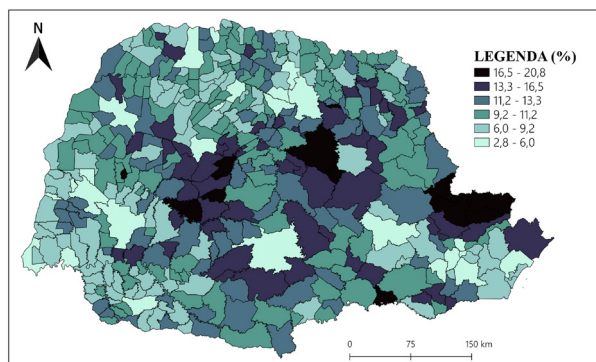 N
LEGENDA (%)
16,5 - 20,8
13,3 - 16,5
11,2 - 13,3
9,2 - 11,2
6,0 - 9,2
2,8 - 6,0
0 75 150 km